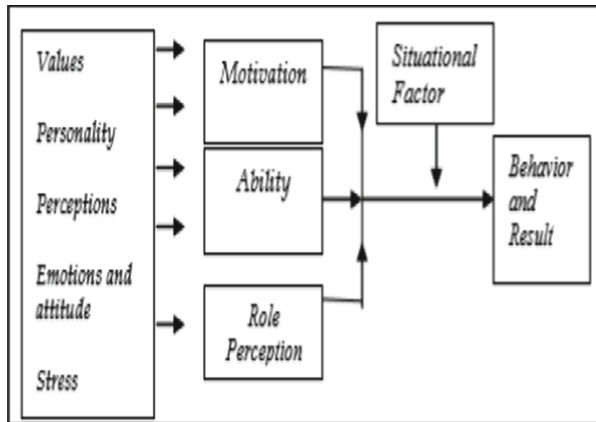 Values
Personality
Perceptions
Emotions and
attitude
Stress
Motivation
Ability
Role
Perception
Situational
Factor
Behavior
and
Result